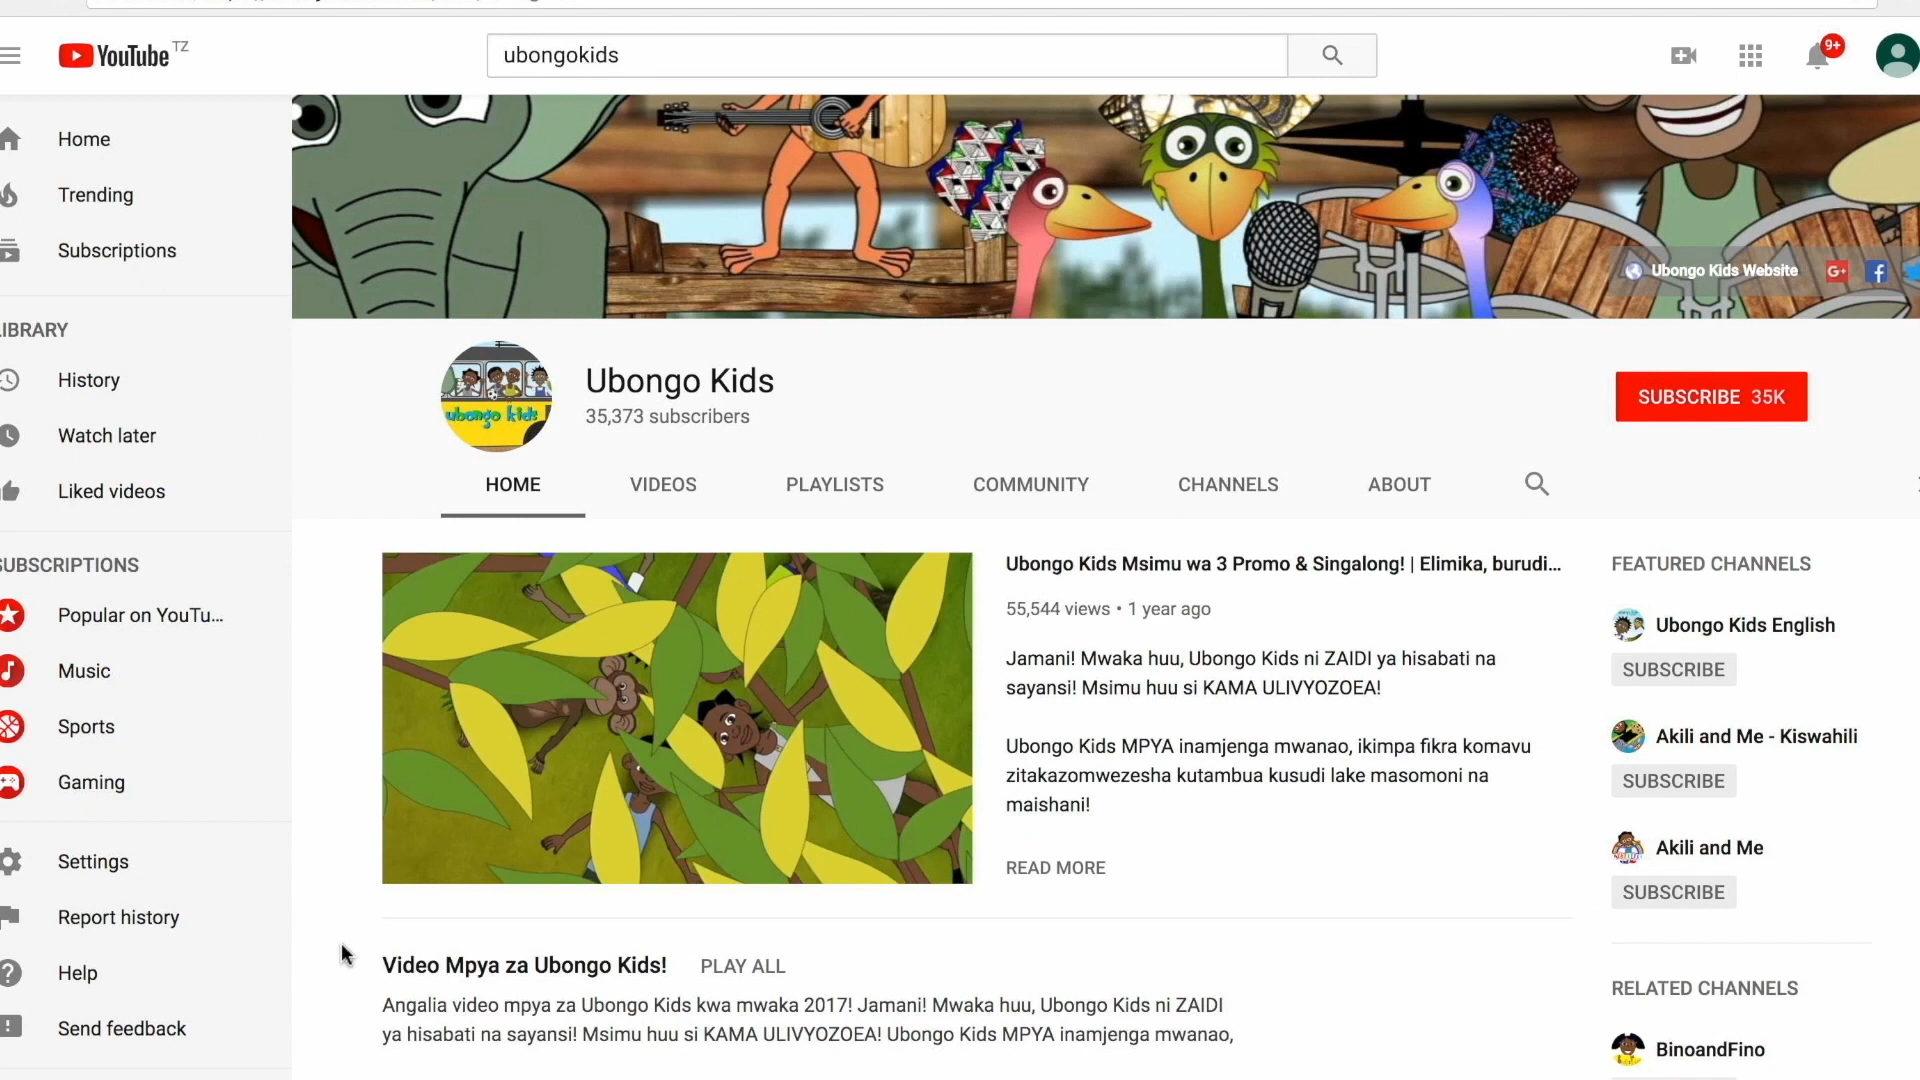 YouTube TZ
ubongokids
9+
Home
Trending
Subscriptions
IBRARY
History
Watch later
Liked videos
SUBSCRIPTIONS
Popular on YouTu...
Music
Sports
Gaming
Settings
Report history
Help
Send feedback
Ubongo Kids Website
G+
f
ubongo kids
Ubongo Kids
35,373 subscribers
SUBSCRIBE 35K
HOME
VIDEOS
PLAYLISTS
COMMUNITY
CHANNELS
ABOUT
Ubongo Kids Msimu wa 3 Promo & Singalong! | Elimika, burudi...
55,544 views • 1 year ago
Jamani! Mwaka huu, Ubongo Kids ni ZAIDI ya hisabati na
sayansi! Msimu huu si KAMA ULIVYOZOEA!
Ubongo Kids MPYA inamjenga mwanao, ikimpa fikra komavu
zitakazomwezesha kutambua kusudi lake masomoni na
maishani!
READ MORE
Video Mpya za Ubongo Kids! PLAY ALL
Angalia video mpya za Ubongo Kids kwa mwaka 2017! Jamani! Mwaka huu, Ubongo Kids ni ZAIDI
ya hisabati na sayansi! Msimu huu si KAMA ULIVYOZOEA! Ubongo Kids MPYA inamjenga mwanao,
FEATURED CHANNELS
Ubongo Kids English
SUBSCRIBE
Akili and Me - Kiswahili
SUBSCRIBE
Akili and Me
SUBSCRIBE
RELATED CHANNELS
BinoandFino